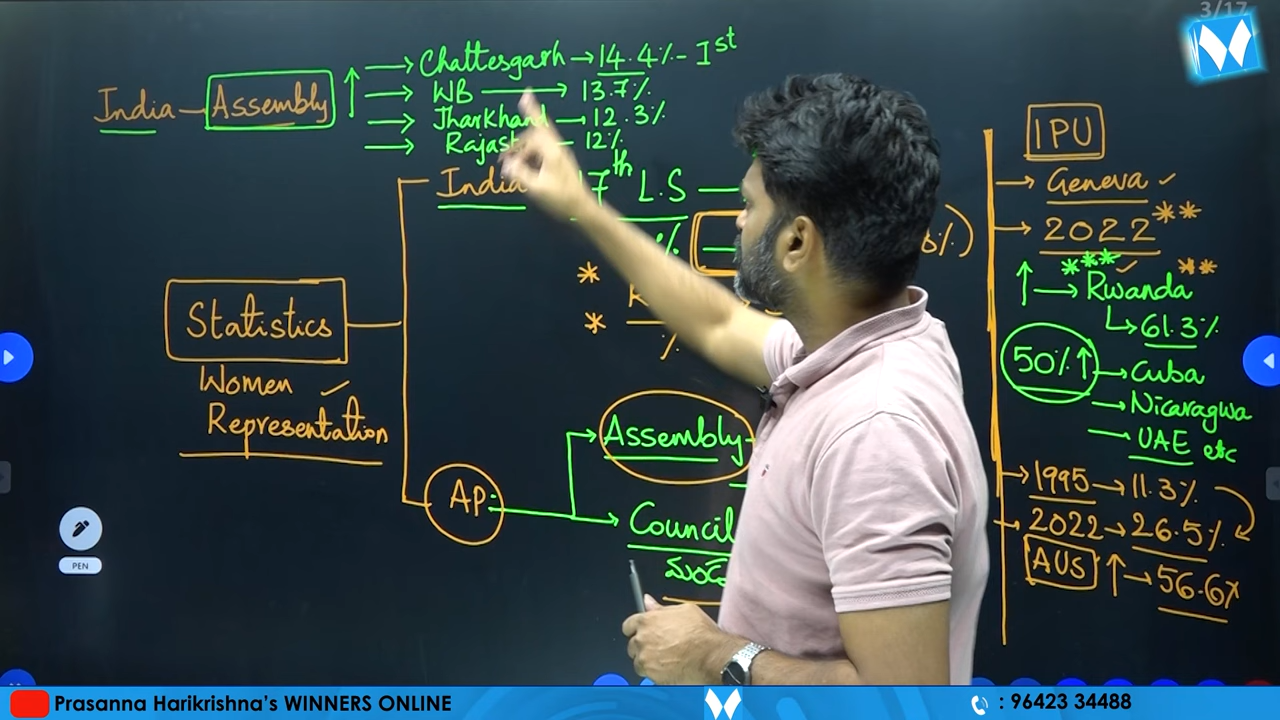 3/17
Chattesgarh → 14.4% - Ist
India - Assembly ↑
WB → 13.7%
Jharkhand → 12.3%
12%
India
17th L.S
Statistics
Women
Representation
AP
Assembly
Council
IPU
→ Geneva ✓
→ 2022 **
↑ → Rwanda
61.3%
50% ↑ → Cuba
Nicaragwa
UAE etc
→ 1995 → 11.3%
→ 2022 → 26.5%
AUS ↑ → 56.6%
PEN
Prasanna Harikrishna's WINNERS ONLINE
: 96423 34488